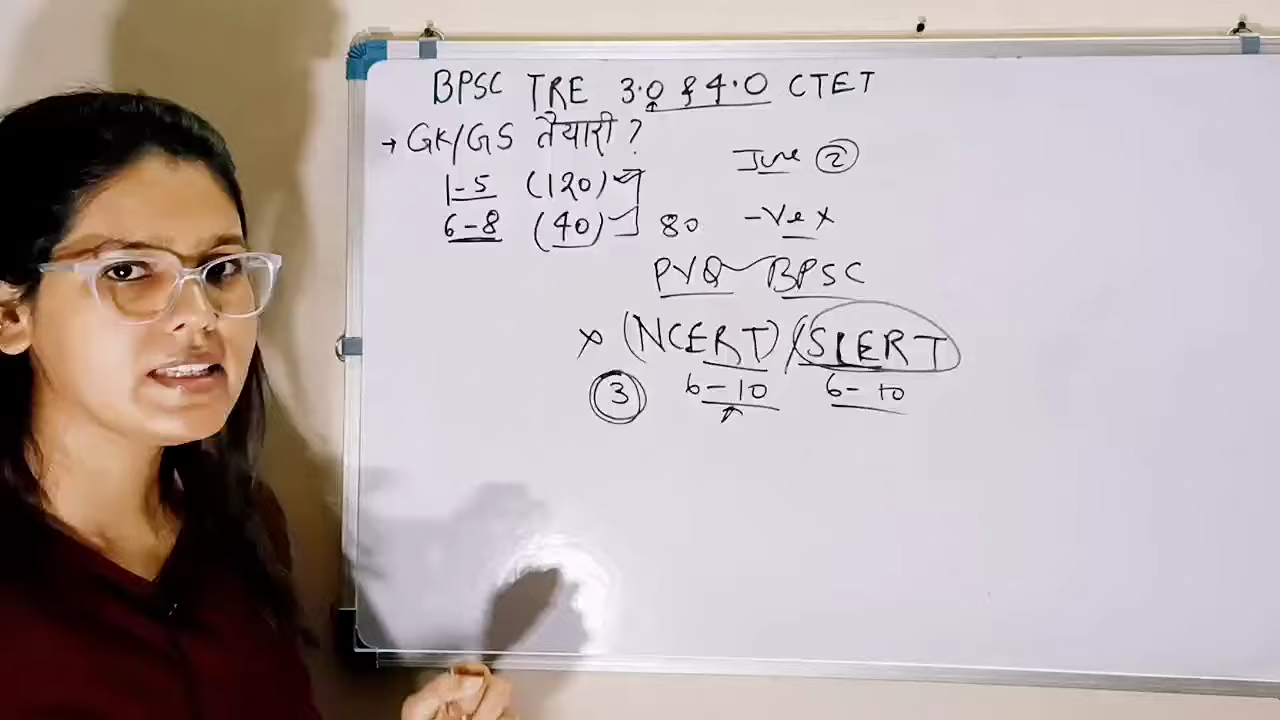 BPSC TRE 3.0 & 4.0 CTET
→ GK/GS तैयारी ?
June 2
1-5 (120)
6-8 (40) 80 -Ve x
PYQ BPSC
(NCERT) (SCERT
3 6-10 6-10